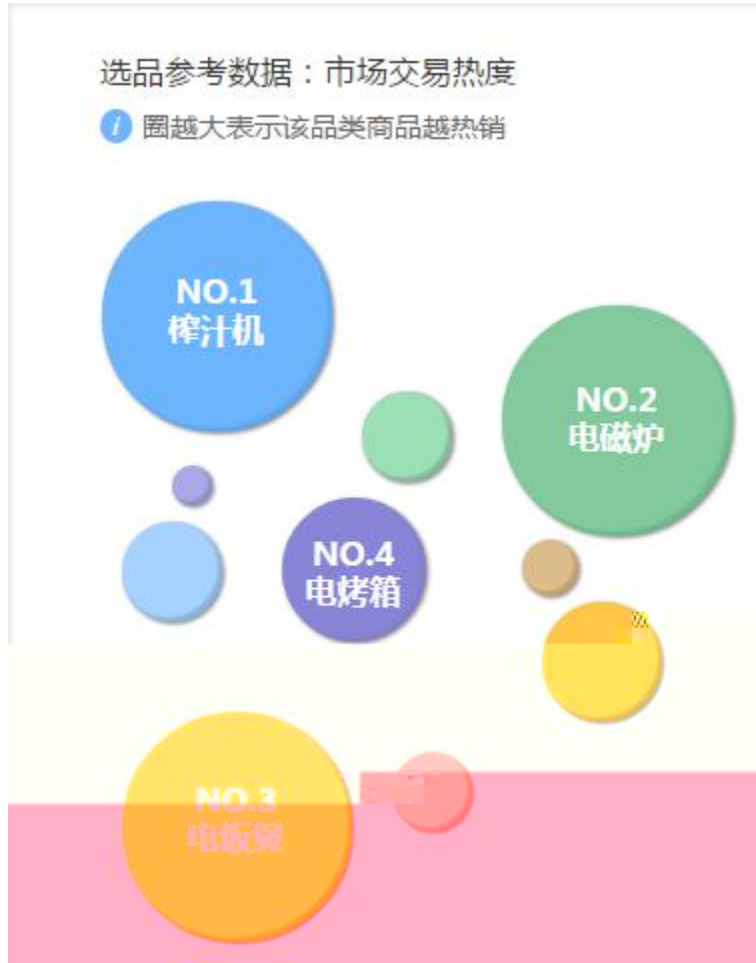 选品参考数据：市场交易热度
i 圈越大表示该品类商品越热销
NO.1
榨汁机
NO.2
电磁炉
NO.4
电烤箱
NO.3
电饭煲